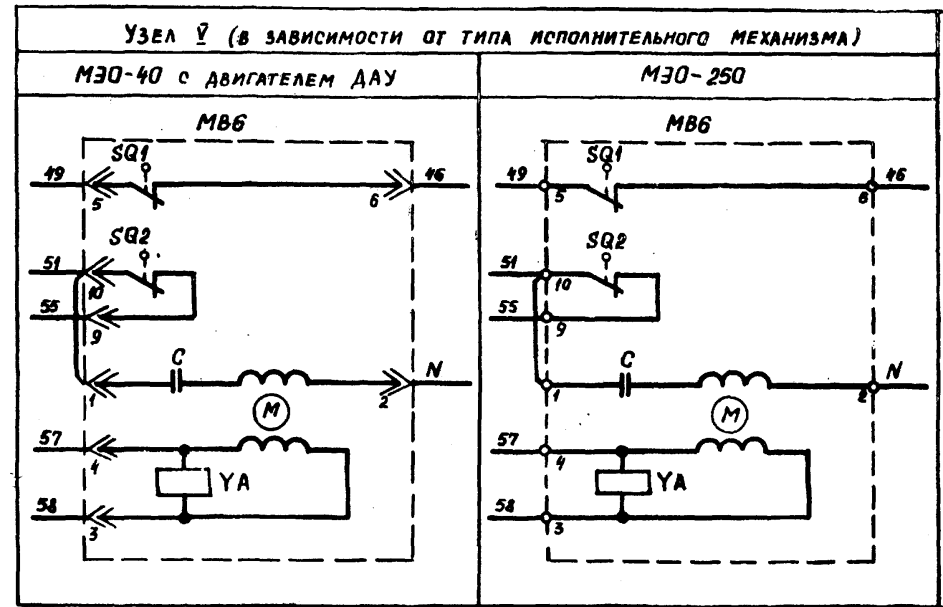 УЗЕЛ V (В ЗАВИСИМОСТИ ОТ ТИПА ИСПОЛНИТЕЛЬНОГО МЕХАНИЗМА)
МЭО-40 С ДВИГАТЕЛЕМ ДАУ
МЭО-250
МВ6
МВ6
SQ1
SQ1
49
46
49
46
5
6
5
6
SQ2
SQ2
51
51
10
10
55
55
9
9
C
N
C
N
1
2
1
2
M
M
57
57
4
4
YA
YA
58
58
3
3